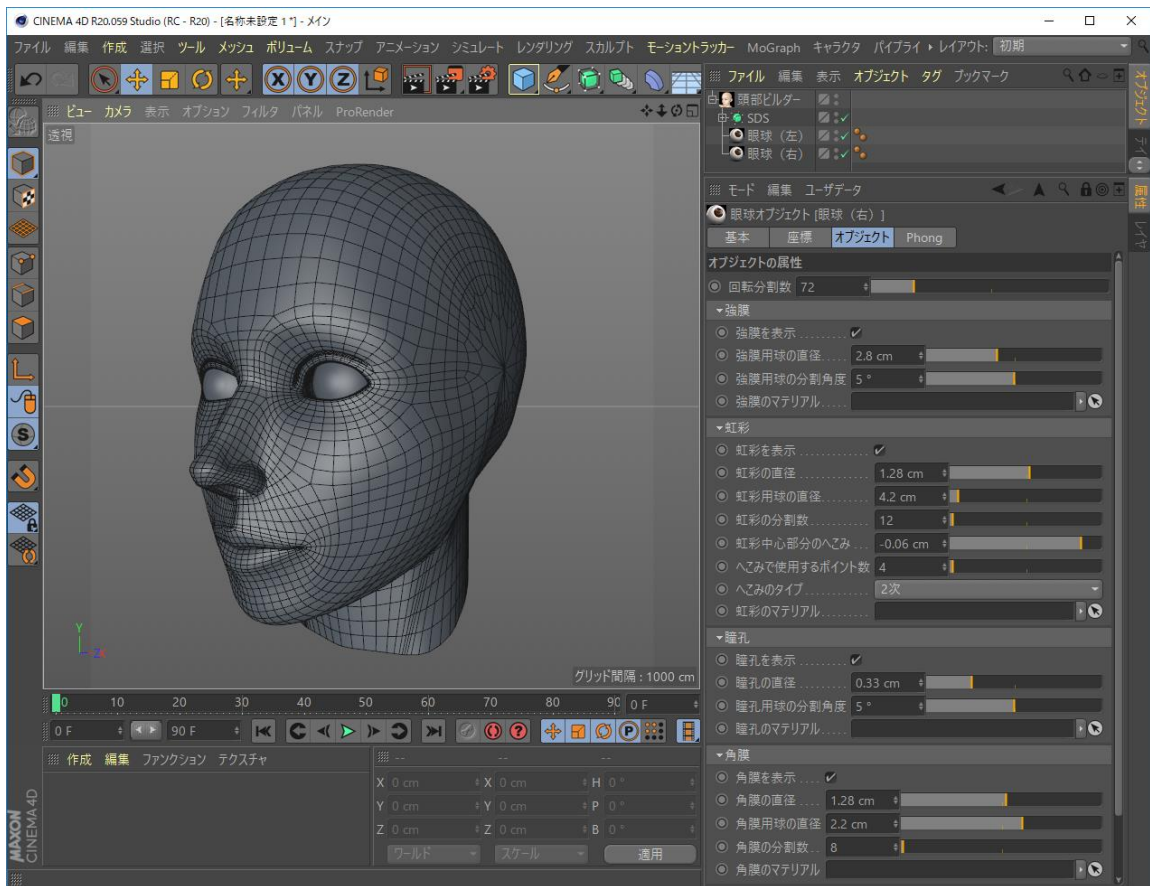 CINEMA 4D R20.059 Studio (RC - R20) - [名称未設定 1 *] - メイン
ファイル 編集 作成 選択 ツール メッシュ ボリューム スナップ アニメーション シミュレート レンダリング スカルプト モーショントラッカー MoGraph キャラクタ パイプライ レイアウト: 初期
X Y Z
ファイル 編集 表示 オブジェクト タグ ブックマーク
オブジェクト
テイ
頭部ビルダー
SDS
眼球（左）
眼球（右）
ビュー カメラ 表示 オプション フィルタ パネル ProRender
透視
Y
Z
グリッド間隔 : 1000 cm
モード 編集 ユーザデータ
属性
レイヤ
眼球オブジェクト [眼球（右）]
基本 座標 オブジェクト Phong
オブジェクトの属性
回転分割数 72
強膜
強膜を表示
強膜用球の直径 2.8 cm
強膜用球の分割角度 5 °
強膜のマテリアル
虹彩
虹彩を表示
虹彩の直径 1.28 cm
虹彩用球の直径 4.2 cm
虹彩の分割数 12
虹彩中心部分のへこみ -0.06 cm
へこみで使用するポイント数 4
へこみのタイプ 2次
虹彩のマテリアル
瞳孔
瞳孔を表示
瞳孔の直径 0.33 cm
瞳孔用球の分割角度 5 °
瞳孔のマテリアル
角膜
角膜を表示
角膜の直径 1.28 cm
角膜用球の直径 2.2 cm
角膜の分割数 8
角膜のマテリアル
0 10 20 30 40 50 60 70 80 90 0 F
0 F 90 F
作成 編集 ファンクション テクスチャ
-- -- --
X 0 cm X 0 cm H 0 °
Y 0 cm Y 0 cm P 0 °
Z 0 cm Z 0 cm B 0 °
ワールド スケール 適用
MAXON
CINEMA 4D